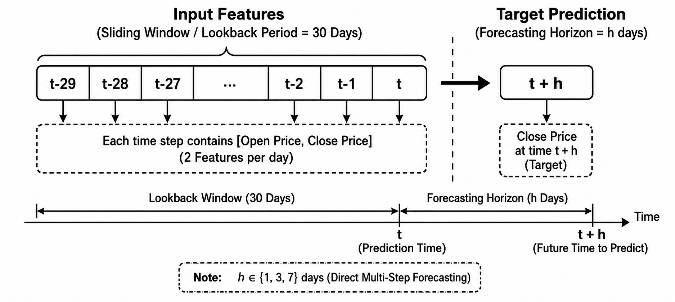 Input Features
(Sliding Window / Lookback Period = 30 Days)
Target Prediction
(Forecasting Horizon = h days)
t-29 t-28 t-27 ... t-2 t-1 t
t + h
Each time step contains [Open Price, Close Price]
(2 Features per day)
Close Price
at time t + h
(Target)
Lookback Window (30 Days)
Forecasting Horizon (h Days)
Time
t
(Prediction Time)
t + h
(Future Time to Predict)
Note: h ∈ {1, 3, 7} days (Direct Multi-Step Forecasting)